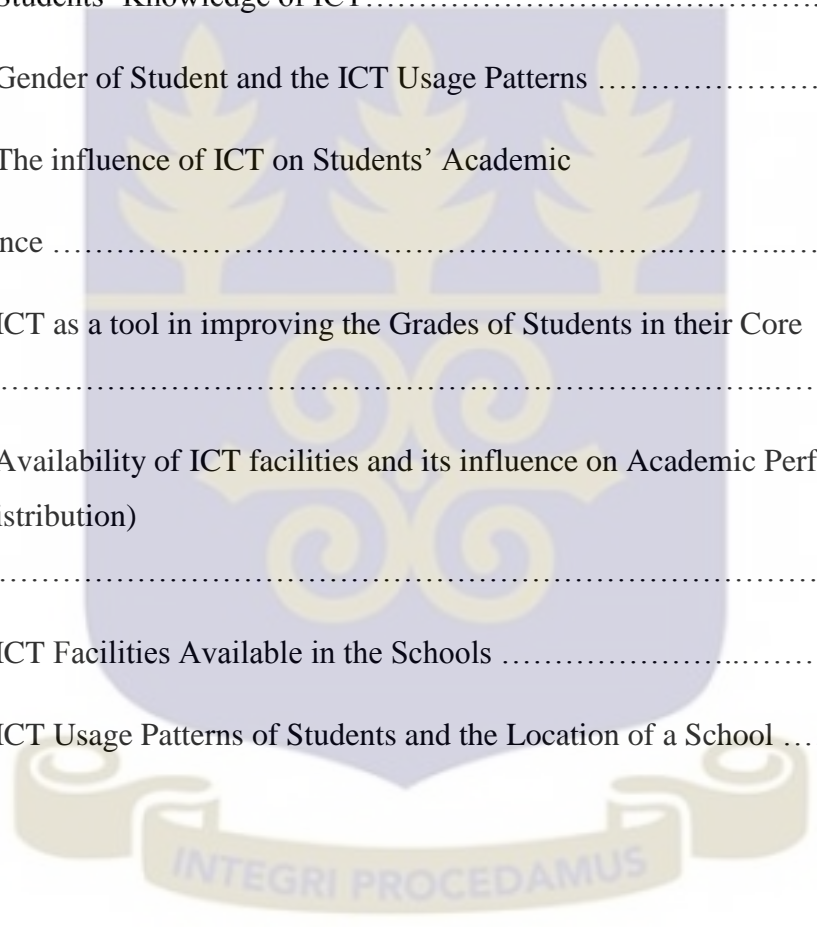 Students’ Knowledge of ICT……………………………………………….
Gender of Student and the ICT Usage Patterns …………………
The influence of ICT on Students’ Academic
nce …………………………………………………………..………..…
ICT as a tool in improving the Grades of Students in their Core
……………………………………………………………………..……
Availability of ICT facilities and its influence on Academic Perf
istribution)
……………………………………………………………………………
ICT Facilities Available in the Schools …………………..………
ICT Usage Patterns of Students and the Location of a School …
INTEGRI PROCEDAMUS